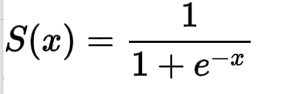 S(x) = 1 / (1 + e^{-x})